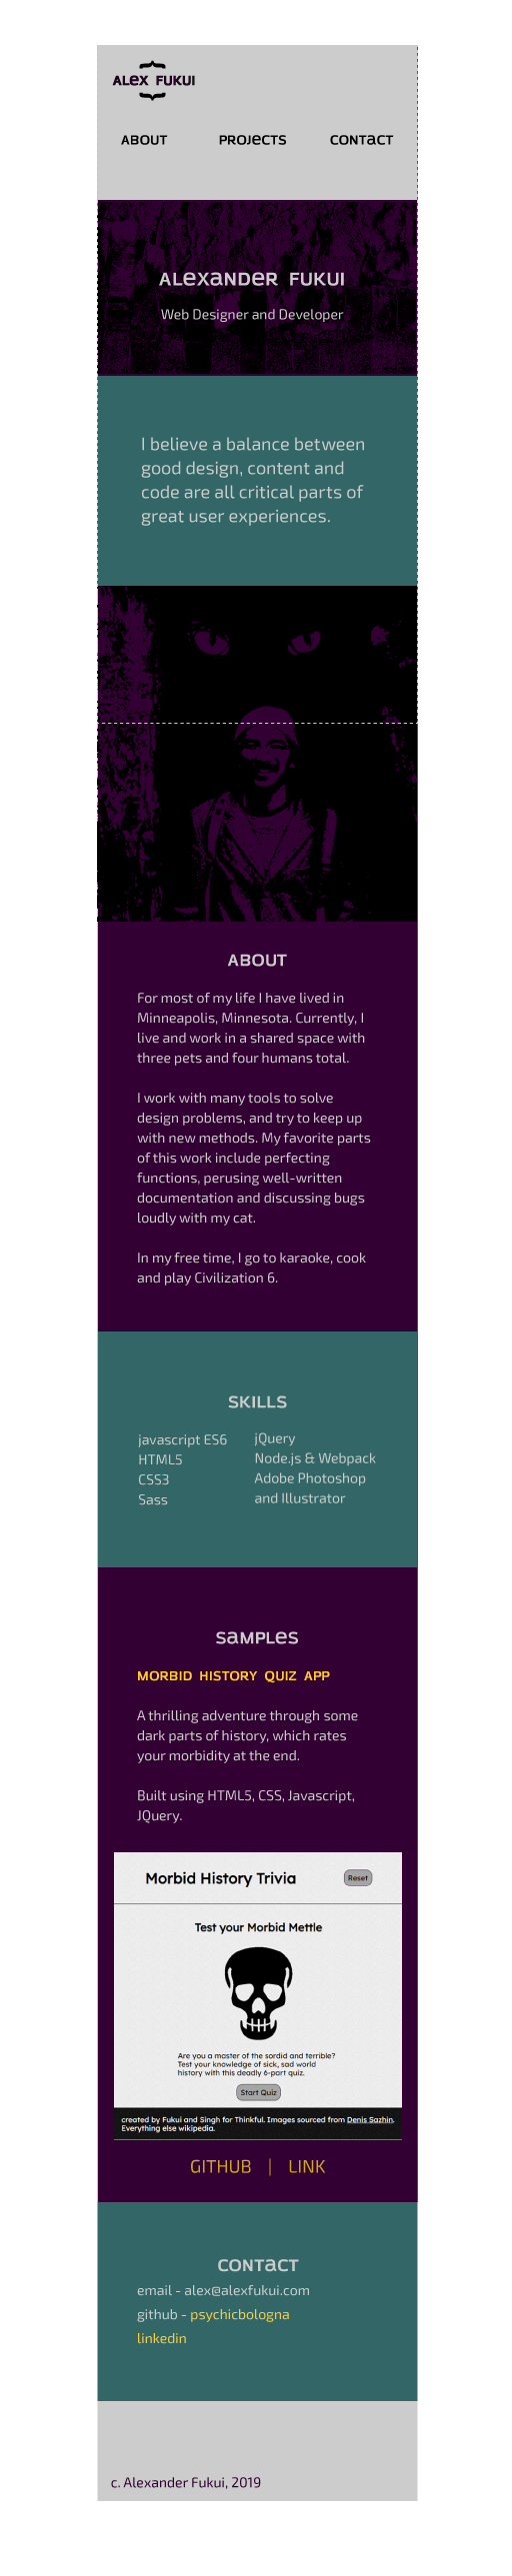 ALeX FUKUI
ABOUT PROJeCTS CONTaCT
ALeXaNDeR FUKUI
Web Designer and Developer
I believe a balance between
good design, content and
code are all critical parts of
great user experiences.
ABOUT
For most of my life I have lived in
Minneapolis, Minnesota. Currently, I
live and work in a shared space with
three pets and four humans total.
I work with many tools to solve
design problems, and try to keep up
with new methods. My favorite parts
of this work include perfecting
functions, perusing well-written
documentation and discussing bugs
loudly with my cat.
In my free time, I go to karaoke, cook
and play Civilization 6.
SKILLS
javascript ES6
HTML5
CSS3
Sass
jQuery
Node.js & Webpack
Adobe Photoshop
and Illustrator
SaMPLeS
MORBID HISTORY QUIZ APP
A thrilling adventure through some
dark parts of history, which rates
your morbidity at the end.
Built using HTML5, CSS, Javascript,
JQuery.
Morbid History Trivia Reset
Test your Morbid Mettle
Are you a master of the sordid and terrible?
Test your knowledge of sick, sad world
history with this deadly 6-part quiz.
Start Quiz
created by Fukui and Singh for Thinkful. Images sourced from Denis Sazhin.
Everything else wikipedia.
GITHUB | LINK
CONTaCT
email - alex@alexfukui.com
github - psychicbologna
linkedin
c. Alexander Fukui, 2019